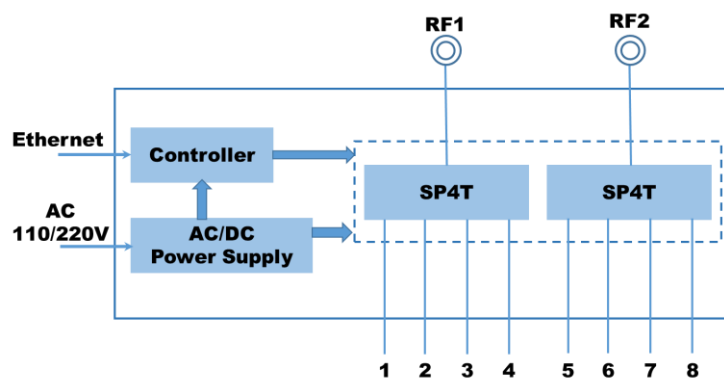 RF1
RF2
Ethernet
Controller
SP4T
SP4T
AC
110/220V
AC/DC
Power Supply
1 2 3 4 5 6 7 8